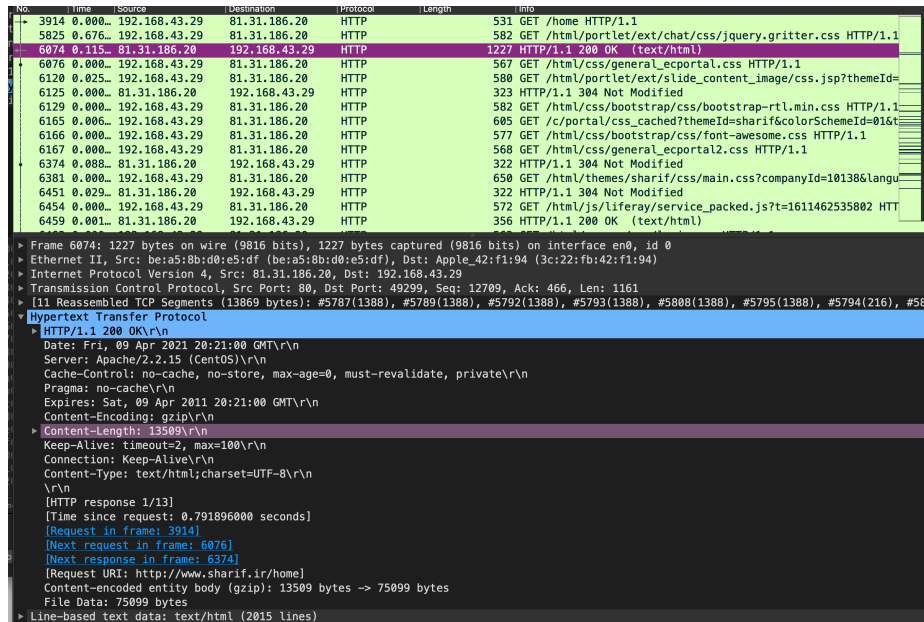 No. Time Source Destination Protocol Length Info
3914 0.000… 192.168.43.29 81.31.186.20 HTTP 531 GET /home HTTP/1.1
5825 0.676… 192.168.43.29 81.31.186.20 HTTP 582 GET /html/portlet/ext/chat/css/jquery.gritter.css HTTP/1.1
6074 0.115… 81.31.186.20 192.168.43.29 HTTP 1227 HTTP/1.1 200 OK (text/html)
6076 0.000… 192.168.43.29 81.31.186.20 HTTP 567 GET /html/css/general_ecportal.css HTTP/1.1
6120 0.025… 192.168.43.29 81.31.186.20 HTTP 580 GET /html/portlet/ext/slide_content_image/css.jsp?themeId=
6125 0.000… 81.31.186.20 192.168.43.29 HTTP 323 HTTP/1.1 304 Not Modified
6129 0.000… 192.168.43.29 81.31.186.20 HTTP 582 GET /html/css/bootstrap/css/bootstrap-rtl.min.css HTTP/1.1
6165 0.006… 192.168.43.29 81.31.186.20 HTTP 605 GET /c/portal/css_cached?themeId=sharif&colorSchemeId=01&t
6166 0.000… 192.168.43.29 81.31.186.20 HTTP 577 GET /html/css/bootstrap/css/font-awesome.css HTTP/1.1
6167 0.000… 192.168.43.29 81.31.186.20 HTTP 568 GET /html/css/general_ecportal2.css HTTP/1.1
6374 0.088… 81.31.186.20 192.168.43.29 HTTP 322 HTTP/1.1 304 Not Modified
6381 0.000… 192.168.43.29 81.31.186.20 HTTP 650 GET /html/themes/sharif/css/main.css?companyId=10138&langu
6451 0.029… 81.31.186.20 192.168.43.29 HTTP 322 HTTP/1.1 304 Not Modified
6454 0.000… 192.168.43.29 81.31.186.20 HTTP 572 GET /html/js/liferay/service_packed.js?t=1611462535802 HTT
6459 0.001… 81.31.186.20 192.168.43.29 HTTP 356 HTTP/1.1 200 OK (text/html)
Frame 6074: 1227 bytes on wire (9816 bits), 1227 bytes captured (9816 bits) on interface en0, id 0
Ethernet II, Src: be:a5:8b:d0:e5:df (be:a5:8b:d0:e5:df), Dst: Apple_42:f1:94 (3c:22:fb:42:f1:94)
Internet Protocol Version 4, Src: 81.31.186.20, Dst: 192.168.43.29
Transmission Control Protocol, Src Port: 80, Dst Port: 49299, Seq: 12709, Ack: 466, Len: 1161
[11 Reassembled TCP Segments (13869 bytes): #5787(1388), #5789(1388), #5792(1388), #5793(1388), #5808(1388), #5795(1388), #5794(216), #58
Hypertext Transfer Protocol
HTTP/1.1 200 OK\r\n
Date: Fri, 09 Apr 2021 20:21:00 GMT\r\n
Server: Apache/2.2.15 (CentOS)\r\n
Cache-Control: no-cache, no-store, max-age=0, must-revalidate, private\r\n
Pragma: no-cache\r\n
Expires: Sat, 09 Apr 2011 20:21:00 GMT\r\n
Content-Encoding: gzip\r\n
Content-Length: 13509\r\n
Keep-Alive: timeout=2, max=100\r\n
Connection: Keep-Alive\r\n
Content-Type: text/html;charset=UTF-8\r\n
\r\n
[HTTP response 1/13]
[Time since request: 0.791896000 seconds]
[Request in frame: 3914]
[Next request in frame: 6076]
[Next response in frame: 6374]
[Request URI: http://www.sharif.ir/home]
Content-encoded entity body (gzip): 13509 bytes -> 75099 bytes
File Data: 75099 bytes
Line-based text data: text/html (2015 lines)